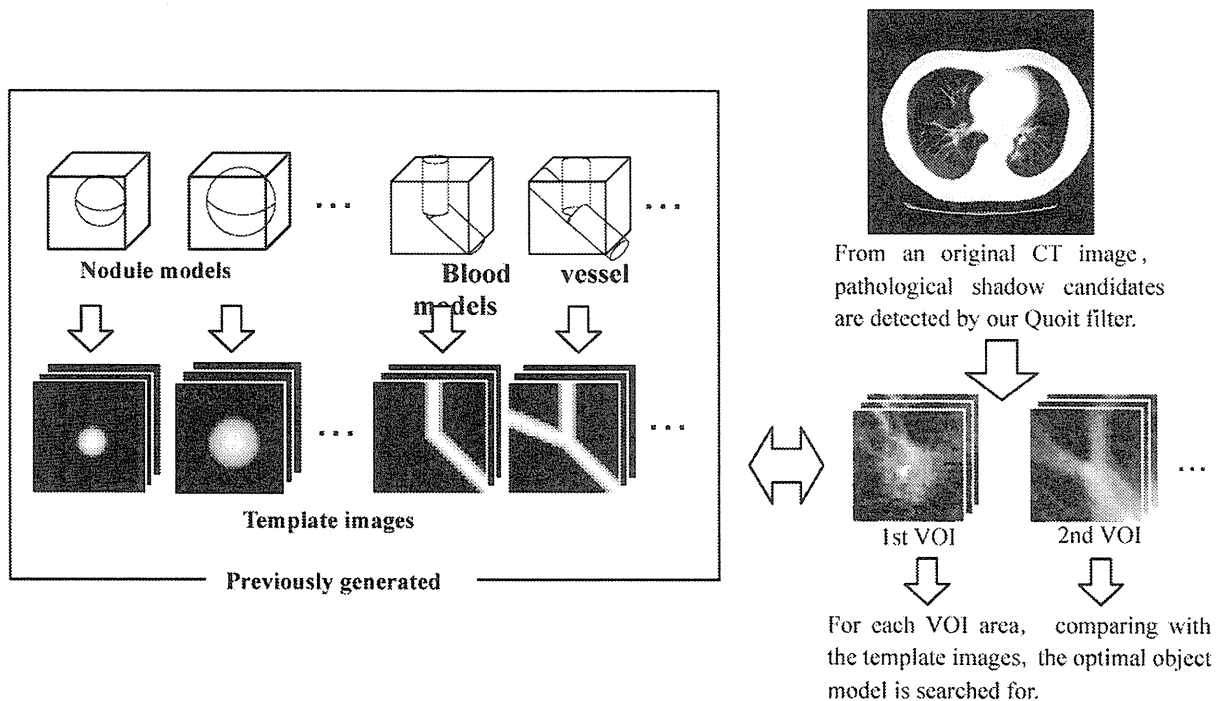 Nodule models
Blood vessel
models
Template images
Previously generated
From an original CT image,
pathological shadow candidates
are detected by our Quoit filter.
1st VOI
2nd VOI
For each VOI area, comparing with
the template images, the optimal object
model is searched for.